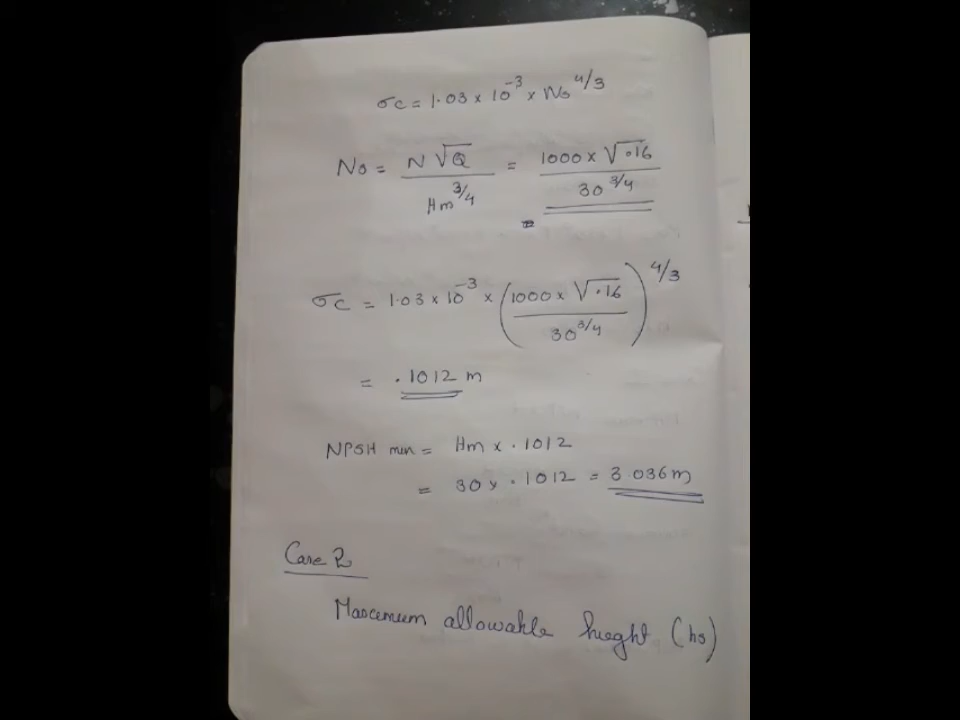 σc = 1.03 × 10^-3 × Ns^4/3
Ns = N √Q / Hm^3/4 = 1000 × √.16 / 30^3/4
=
σc = 1.03 × 10^-3 × (1000 × √.16 / 30^3/4)^4/3
= .1012 m
NPSH min = Hm × .1012
= 30 × .1012 = 3.036m
Case 2
Maxemum allowable hieght (hs)